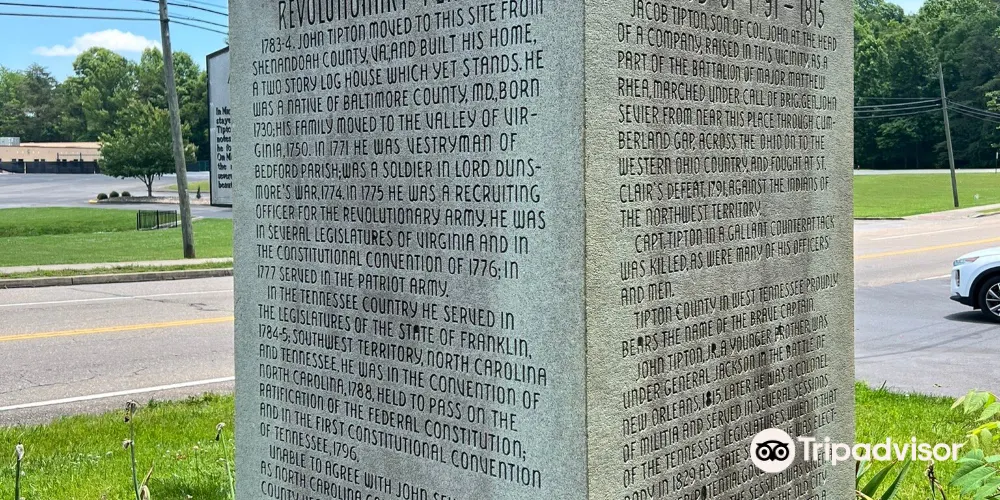 REVOLUTIONARY
1783-4. JOHN TIPTON MOVED TO THIS SITE FROM
SHENANDOAH COUNTY, VA, AND BUILT HIS HOME,
A TWO STORY LOG HOUSE WHICH YET STANDS. HE
WAS A NATIVE OF BALTIMORE COUNTY, MD, BORN
1730; HIS FAMILY MOVED TO THE VALLEY OF VIR-
GINIA, 1750. IN 1771 HE WAS VESTRYMAN OF
BEDFORD PARISH; WAS A SOLDIER IN LORD DUNS-
MORE'S WAR, 1774. IN 1775 HE WAS A RECRUITING
OFFICER FOR THE REVOLUTIONARY ARMY. HE WAS
IN SEVERAL LEGISLATURES OF VIRGINIA AND IN
THE CONSTITUTIONAL CONVENTION OF 1776; IN
1777 SERVED IN THE PATRIOT ARMY.
IN THE TENNESSEE COUNTRY HE SERVED IN
THE LEGISLATURES OF THE STATE OF FRANKLIN,
1784-5; SOUTHWEST TERRITORY, NORTH CAROLINA
AND TENNESSEE. HE WAS IN THE CONVENTION OF
NORTH CAROLINA, 1788, HELD TO PASS ON THE
RATIFICATION OF THE FEDERAL CONSTITUTION;
AND IN THE FIRST CONSTITUTIONAL CONVENTION
OF TENNESSEE, 1796.
UNABLE TO AGREE WITH JOHN
AS NORTH CAROLINA
COUNTY
OF 1791-1815
JACOB TIPTON, SON OF COL. JOHN, AT THE HEAD
OF A COMPANY, RAISED IN THIS VICINITY, AS A
PART OF THE BATTALION OF MAJOR MATTHEW
RHEA, MARCHED UNDER CALL OF BRIG. GEN. JOHN
SEVIER FROM NEAR THIS PLACE THROUGH CUM-
BERLAND GAP, ACROSS THE OHIO ON TO THE
WESTERN OHIO COUNTRY, AND FOUGHT AT ST.
CLAIR'S DEFEAT, 1791, AGAINST THE INDIANS OF
THE NORTHWEST TERRITORY.
CAPT. TIPTON IN A GALLANT COUNTERATTACK
WAS KILLED, AS WERE MANY OF HIS OFFICERS
AND MEN.
TIPTON COUNTY IN WEST TENNESSEE PROUDLY
BEARS THE NAME OF THE BRAVE CAPTAIN.
JOHN TIPTON, JR. A YOUNGER BROTHER WAS
UNDER GENERAL JACKSON IN THE BATTLE OF
NEW ORLEANS, 1815. LATER HE WAS A COLONEL
OF MILITIA AND SERVED IN SEVERAL SESSIONS
OF THE TENNESSEE LEGISLATURES WHEN IN THAT
BODY IN 1829 AS STATE
Tripadvisor